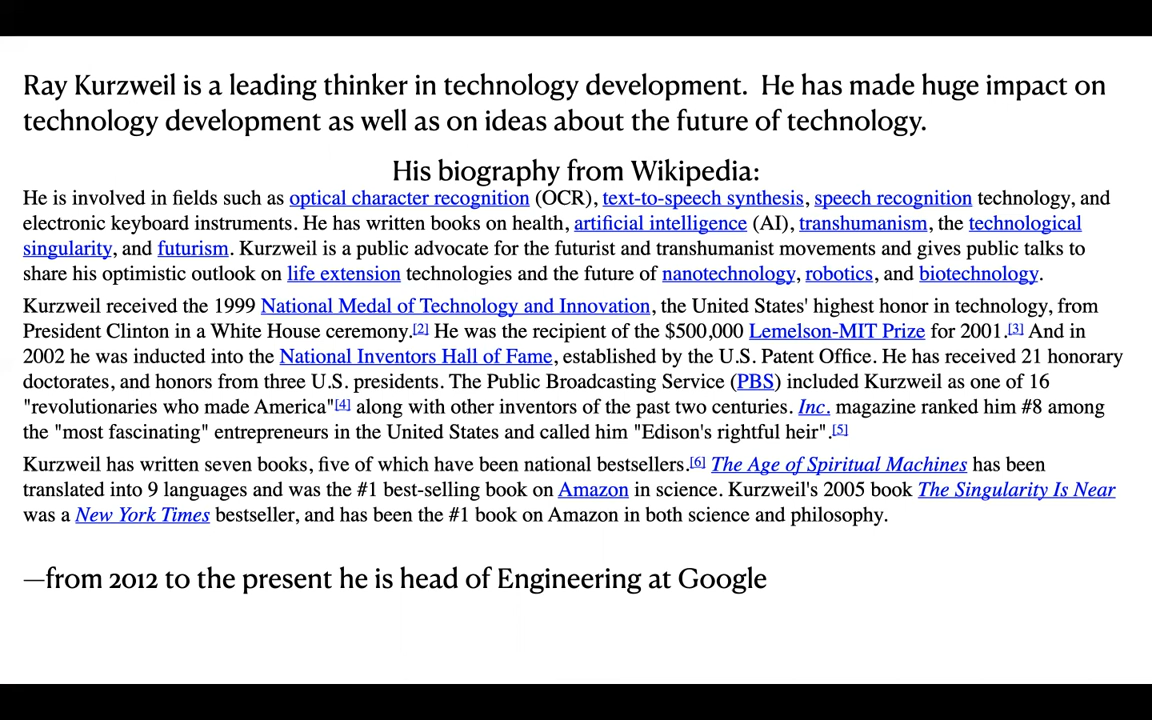 Ray Kurzweil is a leading thinker in technology development.  He has made huge impact on
technology development as well as on ideas about the future of technology.
His biography from Wikipedia:
He is involved in fields such as optical character recognition (OCR), text-to-speech synthesis, speech recognition technology, and
electronic keyboard instruments. He has written books on health, artificial intelligence (AI), transhumanism, the technological
singularity, and futurism. Kurzweil is a public advocate for the futurist and transhumanist movements and gives public talks to
share his optimistic outlook on life extension technologies and the future of nanotechnology, robotics, and biotechnology.
Kurzweil received the 1999 National Medal of Technology and Innovation, the United States' highest honor in technology, from
President Clinton in a White House ceremony.[2] He was the recipient of the $500,000 Lemelson-MIT Prize for 2001.[3] And in
2002 he was inducted into the National Inventors Hall of Fame, established by the U.S. Patent Office. He has received 21 honorary
doctorates, and honors from three U.S. presidents. The Public Broadcasting Service (PBS) included Kurzweil as one of 16
"revolutionaries who made America"[4] along with other inventors of the past two centuries. Inc. magazine ranked him #8 among
the "most fascinating" entrepreneurs in the United States and called him "Edison's rightful heir".[5]
Kurzweil has written seven books, five of which have been national bestsellers.[6] The Age of Spiritual Machines has been
translated into 9 languages and was the #1 best-selling book on Amazon in science. Kurzweil's 2005 book The Singularity Is Near
was a New York Times bestseller, and has been the #1 book on Amazon in both science and philosophy.
—from 2012 to the present he is head of Engineering at Google